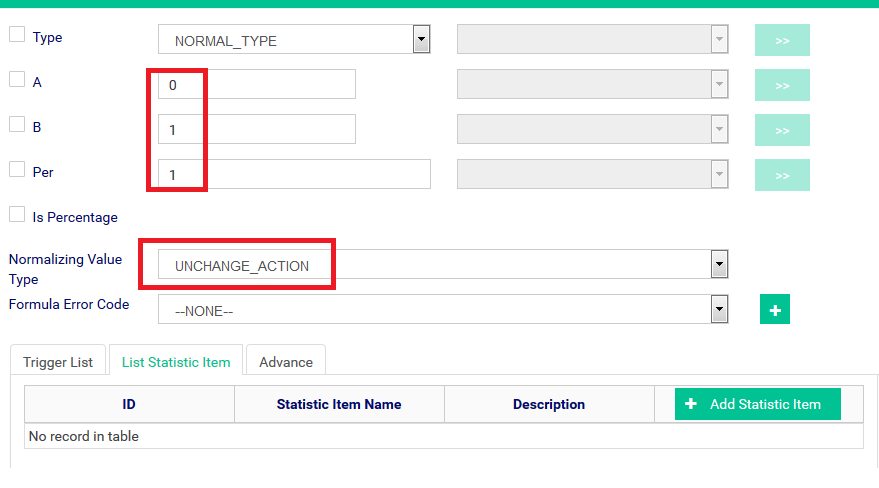 Type NORMAL_TYPE >>
A 0 >>
B 1 >>
Per 1 >>
Is Percentage
Normalizing Value
Type
UNCHANGE_ACTION
Formula Error Code --NONE-- +
Trigger List List Statistic Item Advance
ID Statistic Item Name Description + Add Statistic Item
No record in table